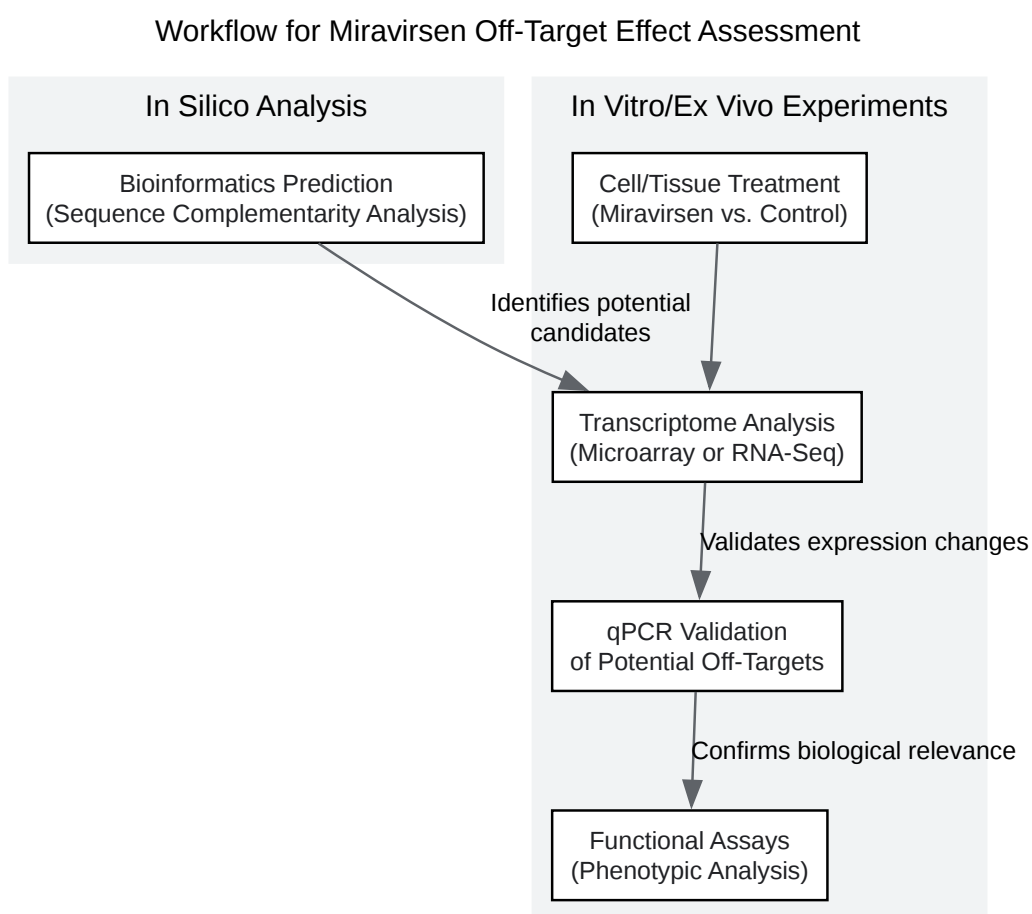 Workflow for Miravirsen Off-Target Effect Assessment
In Silico Analysis
Bioinformatics Prediction
(Sequence Complementarity Analysis)
In Vitro/Ex Vivo Experiments
Cell/Tissue Treatment
(Miravirsen vs. Control)
Identifies potential
candidates
Transcriptome Analysis
(Microarray or RNA-Seq)
Validates expression changes
qPCR Validation
of Potential Off-Targets
Confirms biological relevance
Functional Assays
(Phenotypic Analysis)